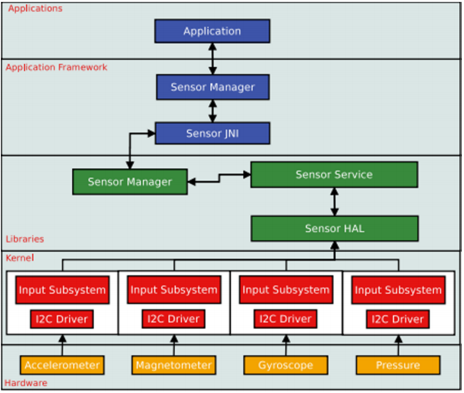 Applications
Application
Application Framework
Sensor Manager
Sensor JNI
Sensor Manager
Sensor Service
Sensor HAL
Libraries
Kernel
Input Subsystem
Input Subsystem
Input Subsystem
Input Subsystem
I2C Driver
I2C Driver
I2C Driver
I2C Driver
Accelerometer
Magnetometer
Gyroscope
Pressure
Hardware